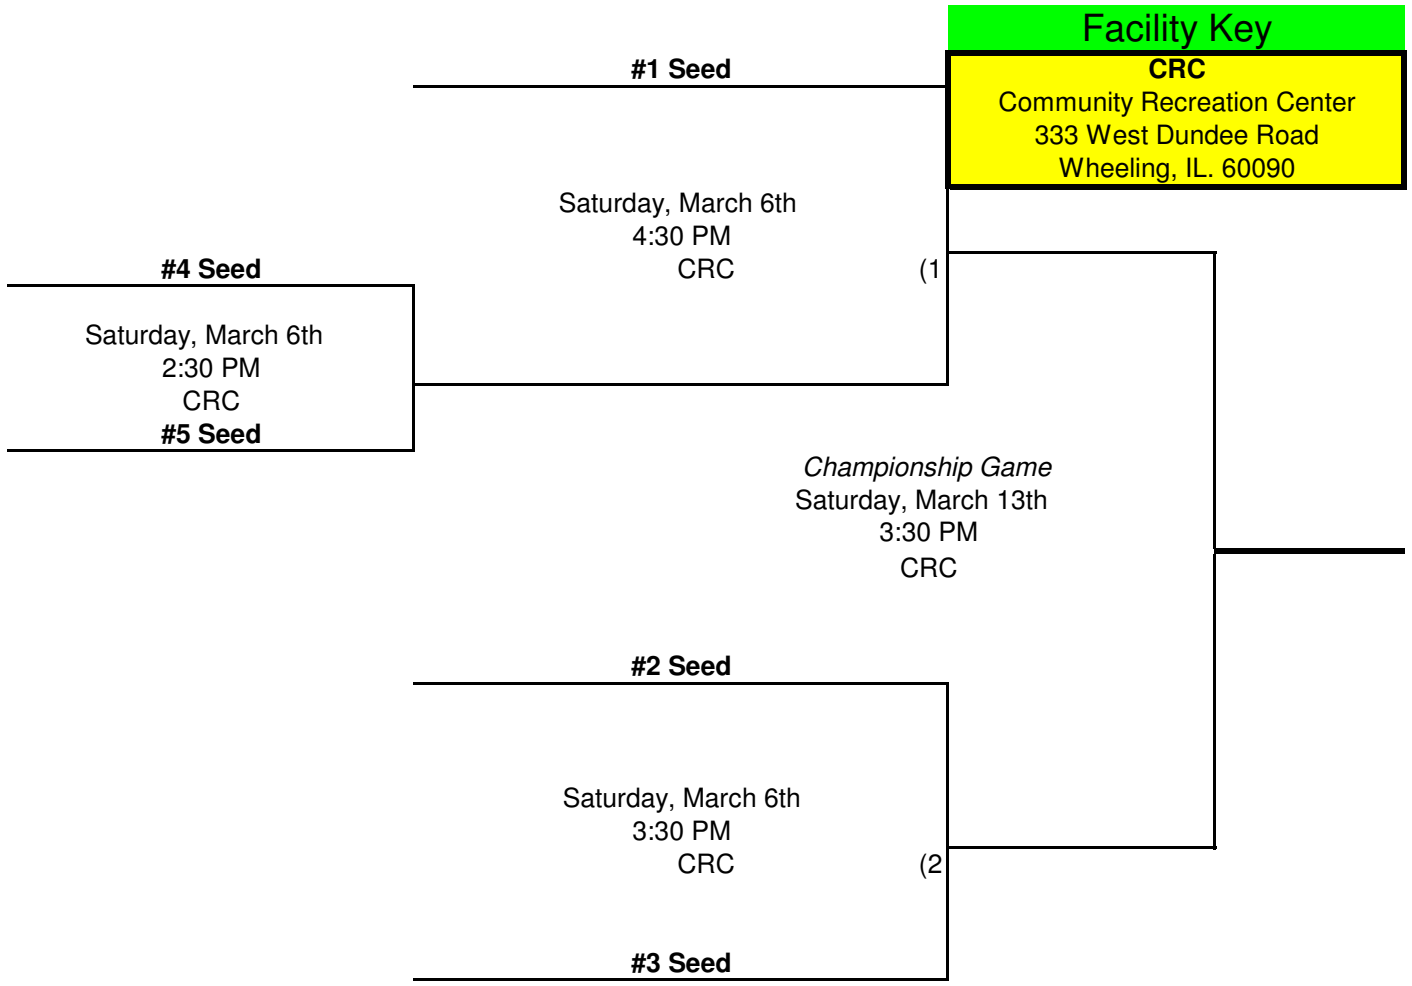 Facility Key
#1 Seed
CRC
Community Recreation Center
333 West Dundee Road
Wheeling, IL. 60090
Saturday, March 6th
4:30 PM
CRC (1
#4 Seed
Saturday, March 6th
2:30 PM
CRC
#5 Seed
Championship Game
Saturday, March 13th
3:30 PM
CRC
#2 Seed
Saturday, March 6th
3:30 PM
CRC (2
#3 Seed